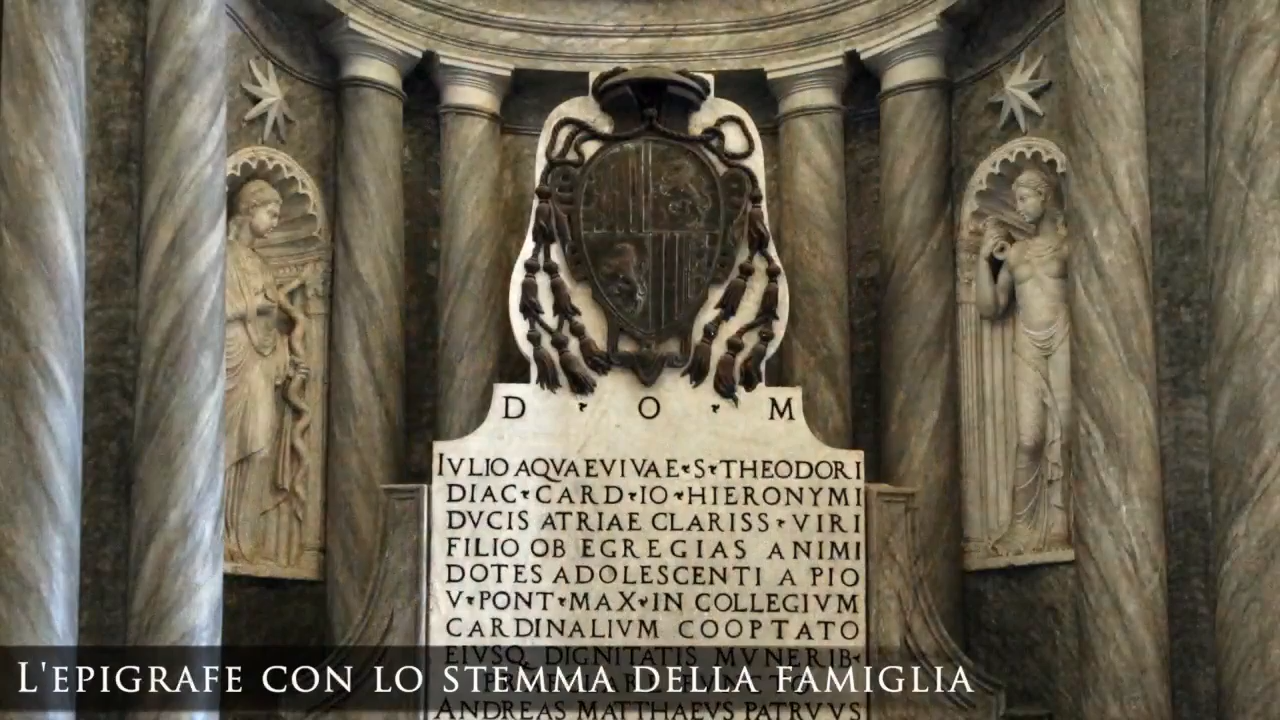 D · O · M
IVLIO AQVAEVIVAE · S · THEODORI
DIAC · CARD · IO · HIERONYMI
DVCIS ATRIAE CLARISS · VIRI
FILIO OB EGREGIAS ANIMI
DOTES ADOLESCENTI A PIO
V · PONT · MAX · IN COLLEGIVM
CARDINALIVM COOPTATO
EIVSQ. DIGNITATIS MVNERIB·
ANDREAS MATTHAEVS PATRVVS
L'EPIGRAFE CON LO STEMMA DELLA FAMIGLIA